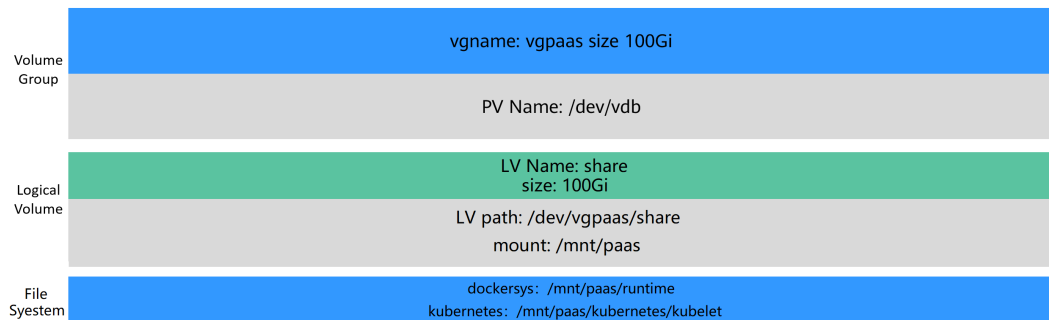 Volume
Group
vgname: vgpaas size 100Gi
PV Name: /dev/vdb
Logical
Volume
LV Name: share
size: 100Gi
LV path: /dev/vgpaas/share
mount: /mnt/paas
File
Syestem
dockersys：/mnt/paas/runtime
kubernetes：/mnt/paas/kubernetes/kubelet